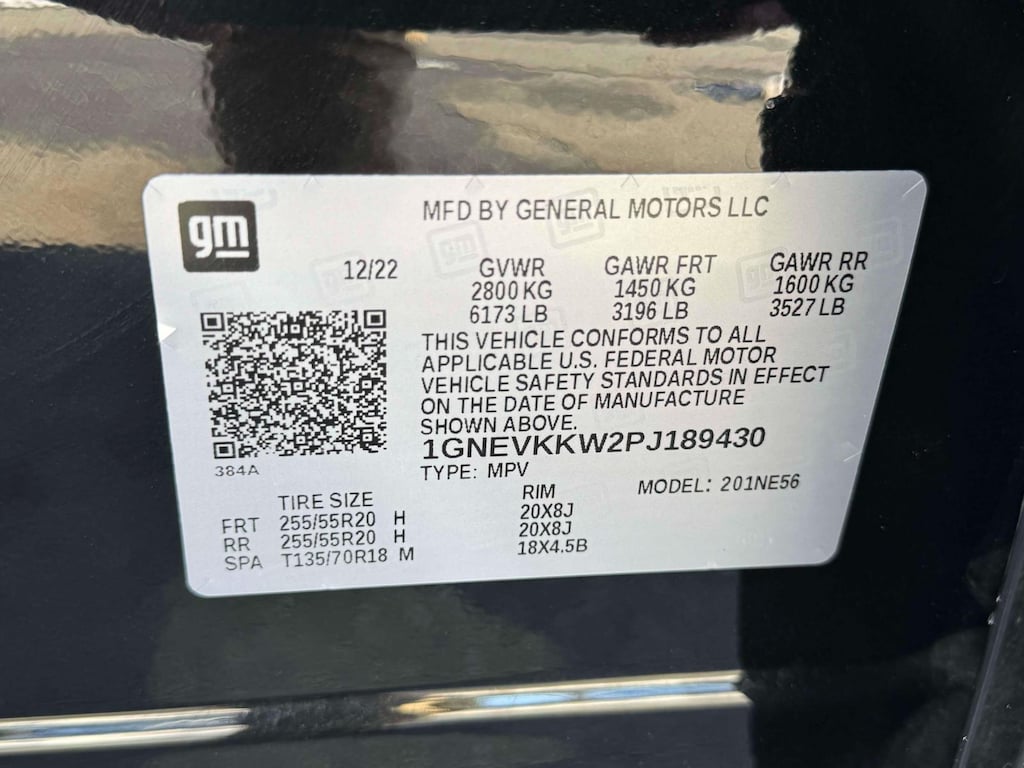 gm
MFD BY GENERAL MOTORS LLC
12/22 GVWR GAWR FRT GAWR RR
2800 KG 1450 KG 1600 KG
6173 LB 3196 LB 3527 LB
THIS VEHICLE CONFORMS TO ALL
APPLICABLE U.S. FEDERAL MOTOR
VEHICLE SAFETY STANDARDS IN EFFECT
ON THE DATE OF MANUFACTURE
SHOWN ABOVE.
1GNEVKKW2PJ189430
384A
TYPE: MPV MODEL: 201NE56
TIRE SIZE RIM
FRT 255/55R20 H 20X8J
RR 255/55R20 H 20X8J
SPA T135/70R18 M 18X4.5B